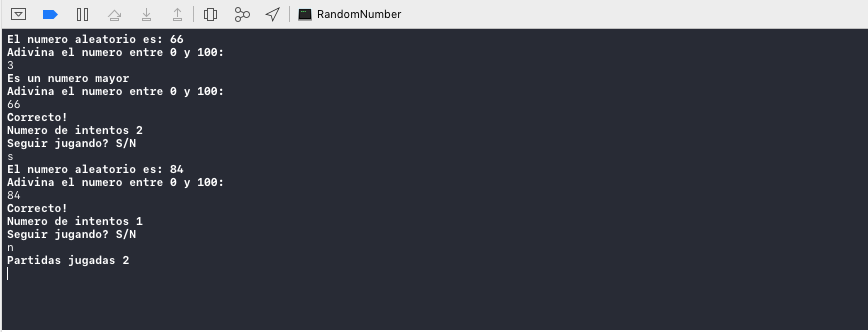 RandomNumber
El numero aleatorio es: 66
Adivina el numero entre 0 y 100:
3
Es un numero mayor
Adivina el numero entre 0 y 100:
66
Correcto!
Numero de intentos 2
Seguir jugando? S/N
s
El numero aleatorio es: 84
Adivina el numero entre 0 y 100:
84
Correcto!
Numero de intentos 1
Seguir jugando? S/N
n
Partidas jugadas 2